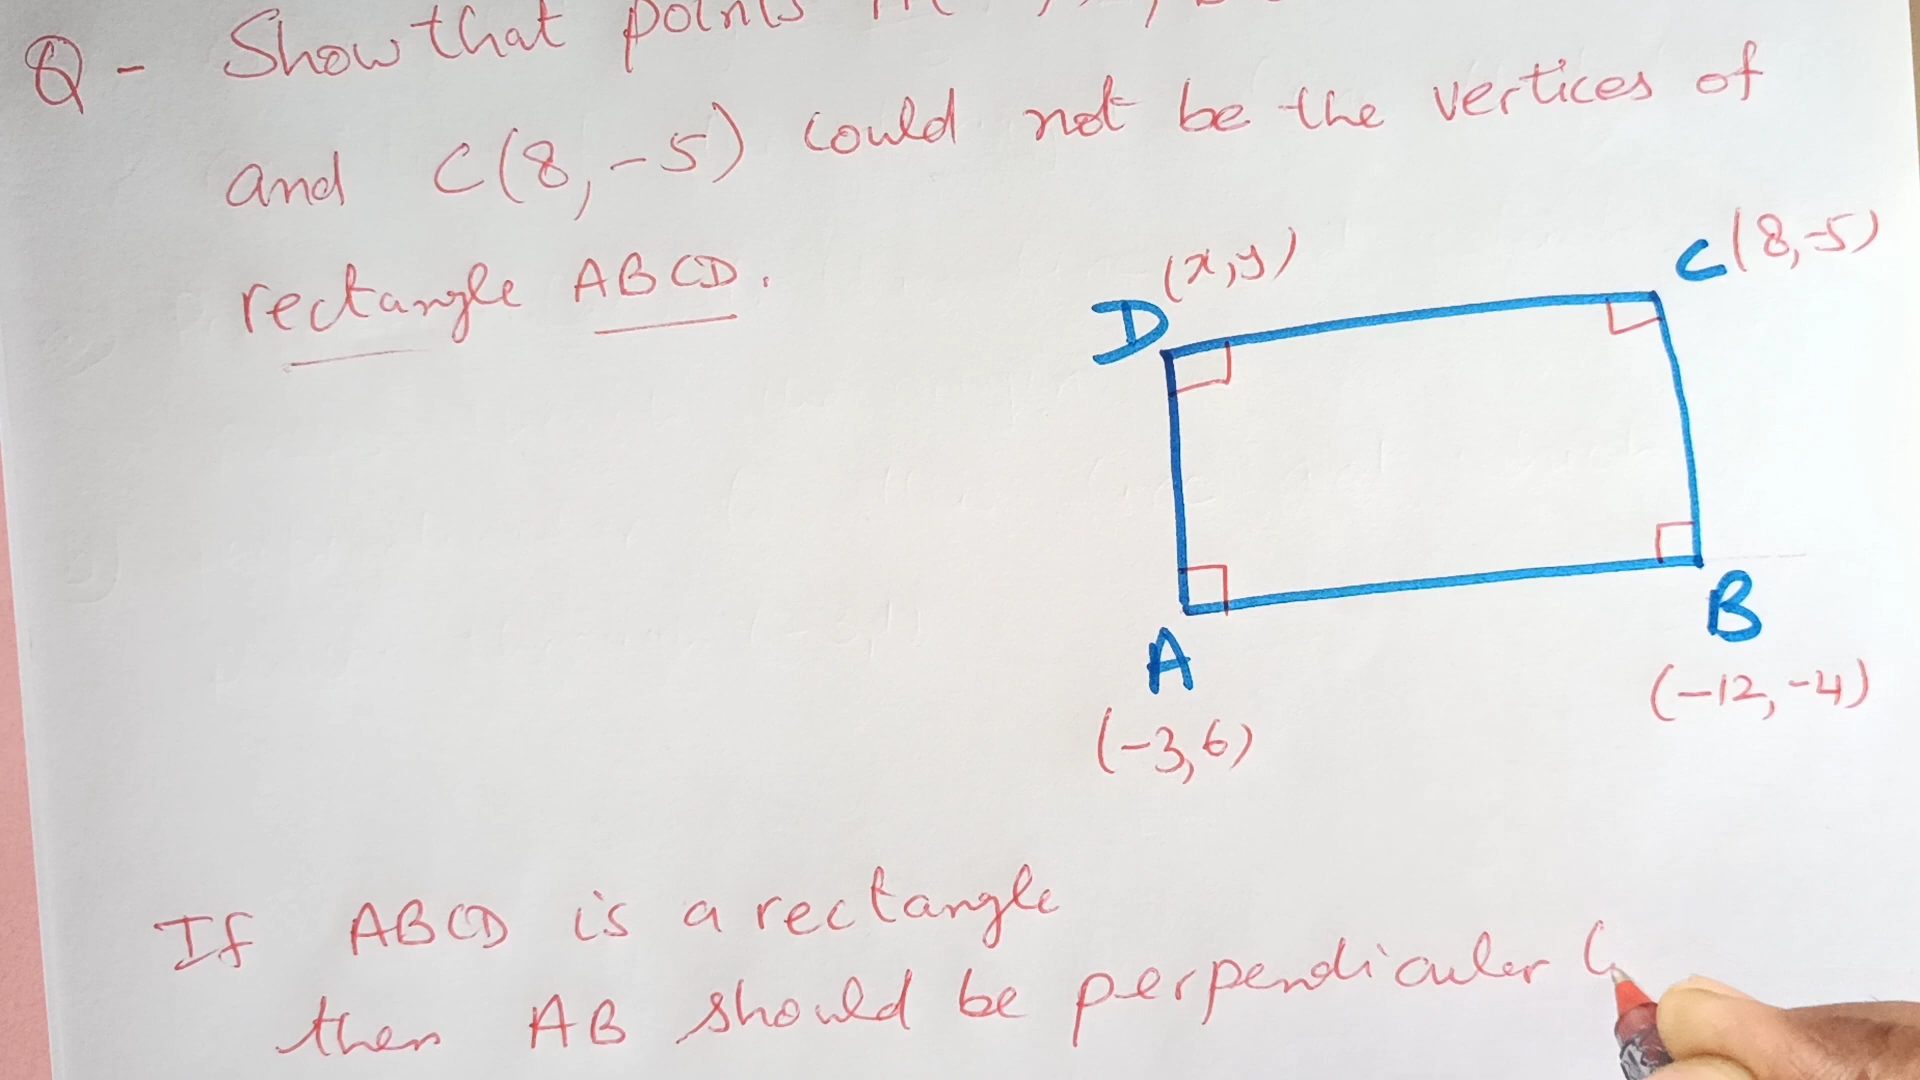 Q - Show that points
and C(8,-5) could not be the vertices of
rectangle ABCD.
(x,y)
C(8,-5)
D
B
A
(-12,-4)
(-3,6)
If ABCD is a rectangle
then AB should be perpendicular